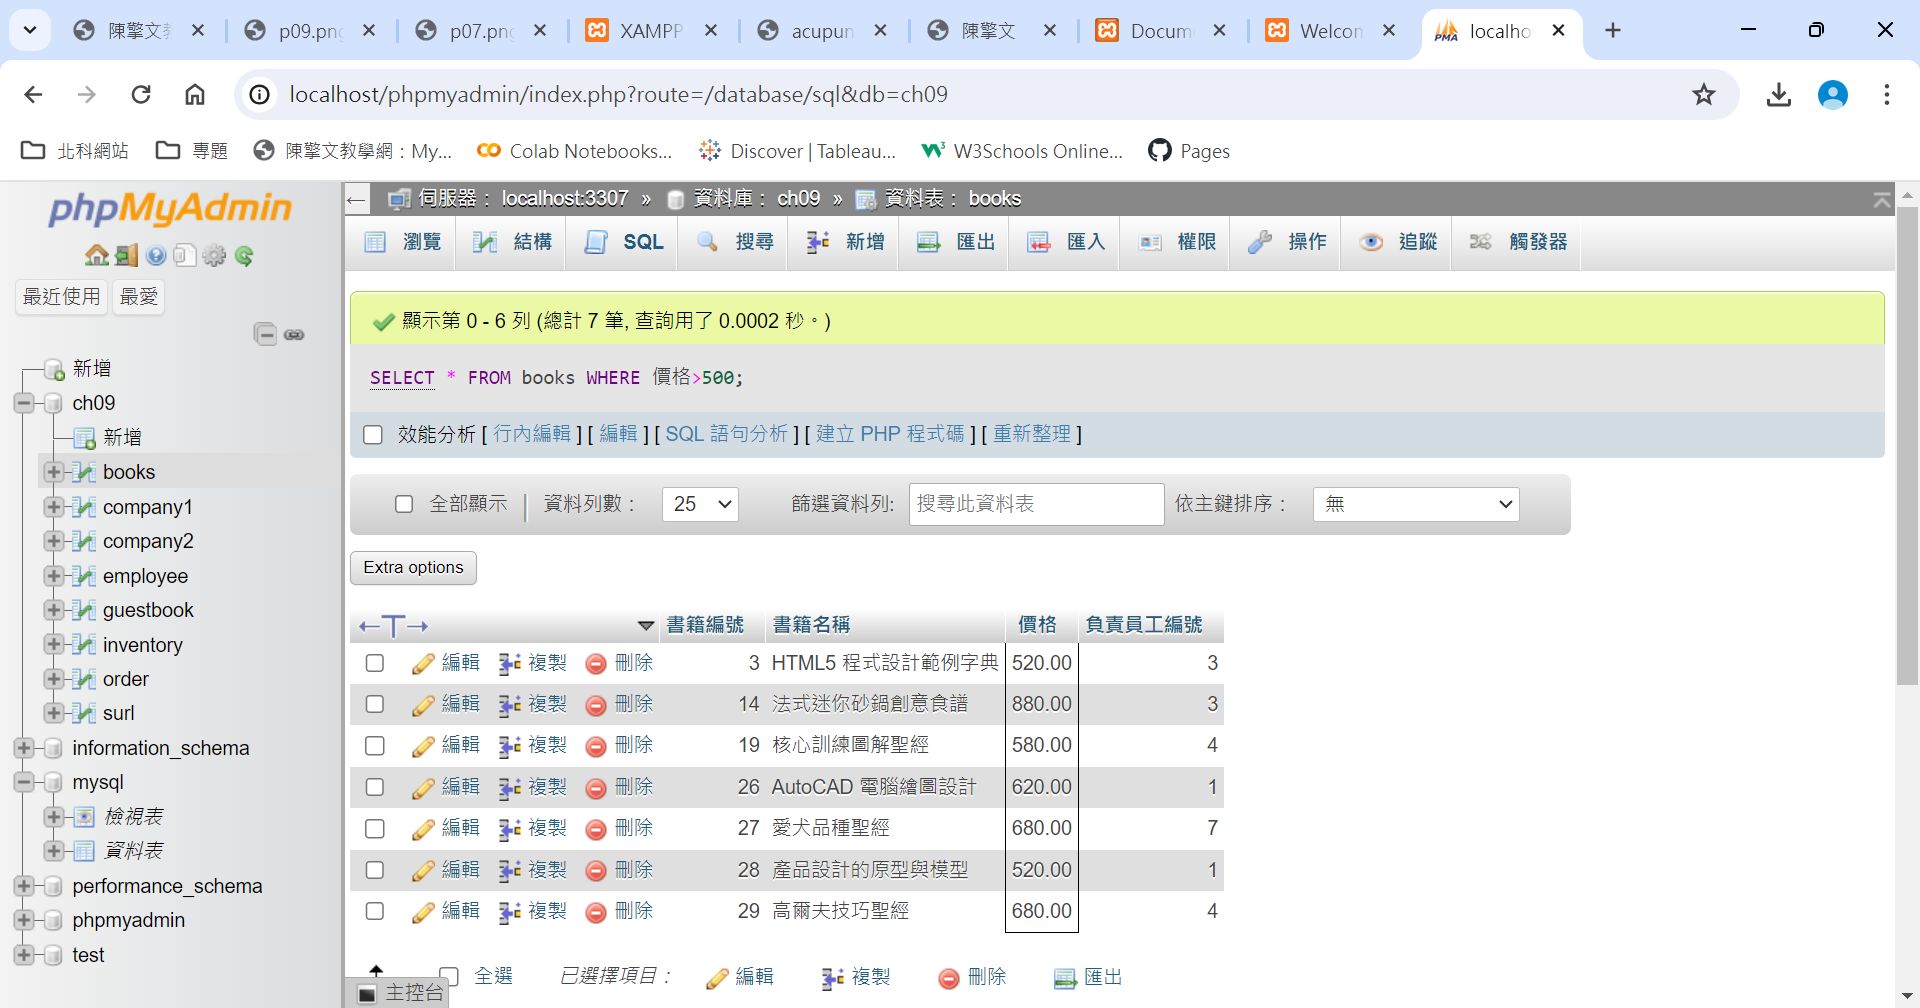 陳擎文教
p09.png
p07.png
XAMPP
acupun
陳擎文
Docum
Welcom
PMA
localho
localhost/phpmyadmin/index.php?route=/database/sql&db=ch09
北科網站
專題
陳擎文教學網：My...
Colab Notebooks...
Discover | Tableau...
W3Schools Online...
Pages
phpMyAdmin
最近使用 最愛
新增
ch09
新增
books
company1
company2
employee
guestbook
inventory
order
surl
information_schema
mysql
檢視表
資料表
performance_schema
phpmyadmin
test
伺服器： localhost:3307 » 資料庫： ch09 » 資料表： books
瀏覽 結構 SQL 搜尋 新增 匯出 匯入 權限 操作 追蹤 觸發器
顯示第 0 - 6 列 (總計 7 筆, 查詢用了 0.0002 秒。)
SELECT * FROM books WHERE 價格>500;
效能分析 [ 行內編輯 ] [ 編輯 ] [ SQL 語句分析 ] [ 建立 PHP 程式碼 ] [ 重新整理 ]
全部顯示 | 資料列數： 25 篩選資料列: 搜尋此資料表 依主鍵排序： 無
Extra options
←T→ 書籍編號 書籍名稱 價格 負責員工編號
編輯 複製 刪除 3 HTML5 程式設計範例字典 520.00 3
編輯 複製 刪除 14 法式迷你砂鍋創意食譜 880.00 3
編輯 複製 刪除 19 核心訓練圖解聖經 580.00 4
編輯 複製 刪除 26 AutoCAD 電腦繪圖設計 620.00 1
編輯 複製 刪除 27 愛犬品種聖經 680.00 7
編輯 複製 刪除 28 產品設計的原型與模型 520.00 1
編輯 複製 刪除 29 高爾夫技巧聖經 680.00 4
全選 已選擇項目： 編輯 複製 刪除 匯出
主控台